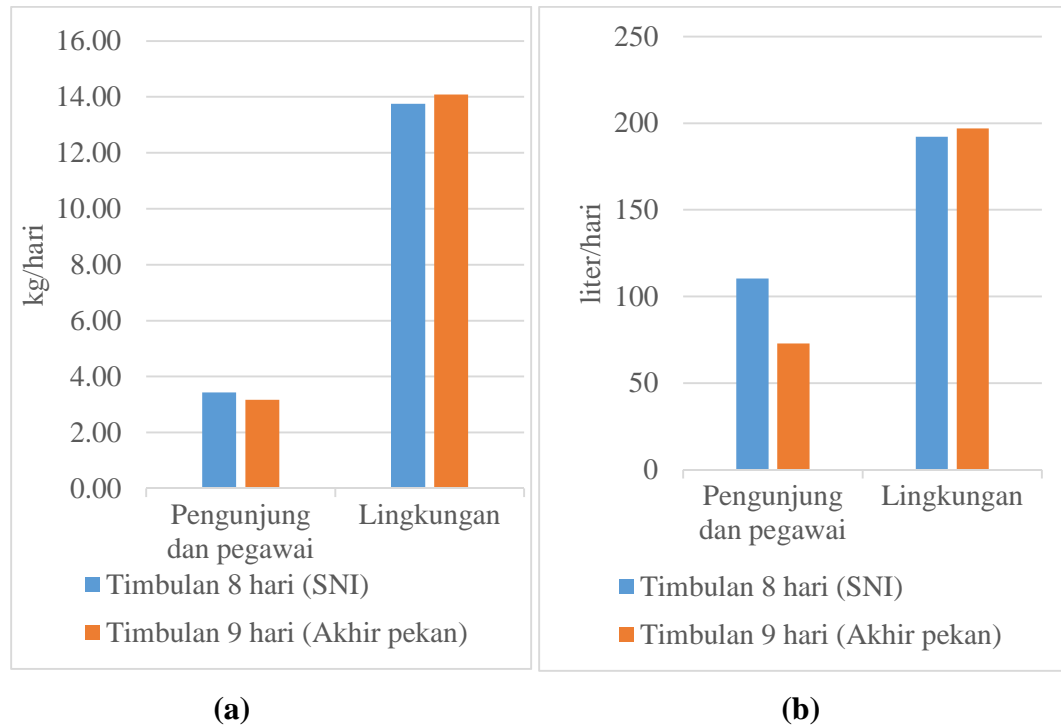 16.00
14.00
12.00
10.00
8.00
6.00
4.00
2.00
0.00
kg/hari
Pengunjung
dan pegawai
Lingkungan
Timbulan 8 hari (SNI)
Timbulan 9 hari (Akhir pekan)
(a)
250
200
150
100
50
0
liter/hari
Pengunjung
dan pegawai
Lingkungan
Timbulan 8 hari (SNI)
Timbulan 9 hari (Akhir pekan)
(b)